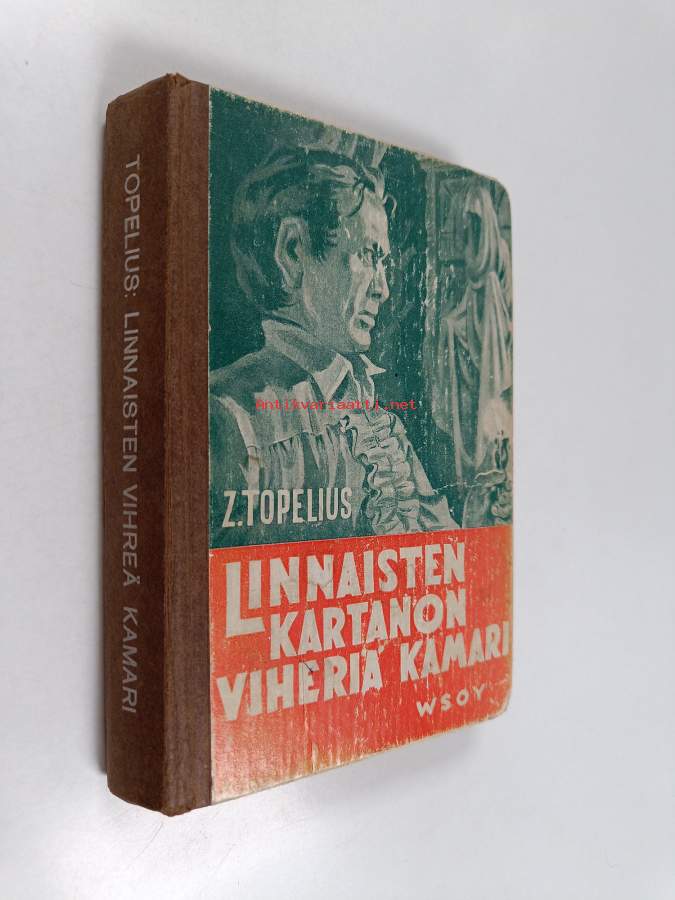 TOPELIUS: LINNAISTEN VIHREÄ KAMARI
Antikvariaatti.net
Z.TOPELIUS
LINNAISTEN
KARTANON
VIHERIÄ KAMARI
WSOY